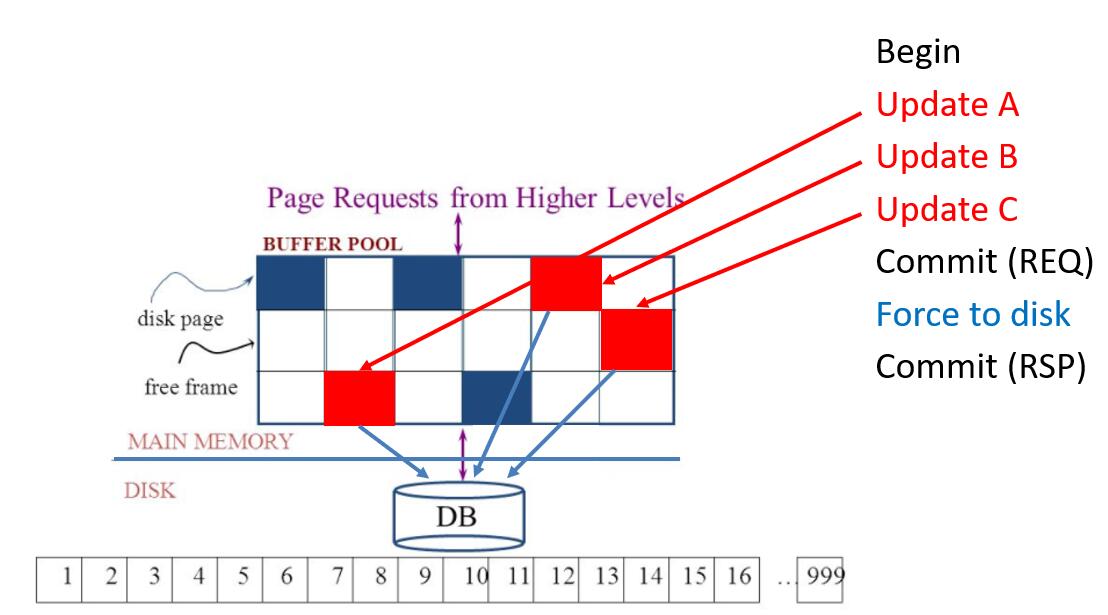 Begin
Update A
Update B
Update C
Commit (REQ)
Force to disk
Commit (RSP)
Page Requests from Higher Levels
BUFFER POOL
disk page
free frame
MAIN MEMORY
DISK
DB
1 2 3 4 5 6 7 8 9 10 11 12 13 14 15 16 ... 999